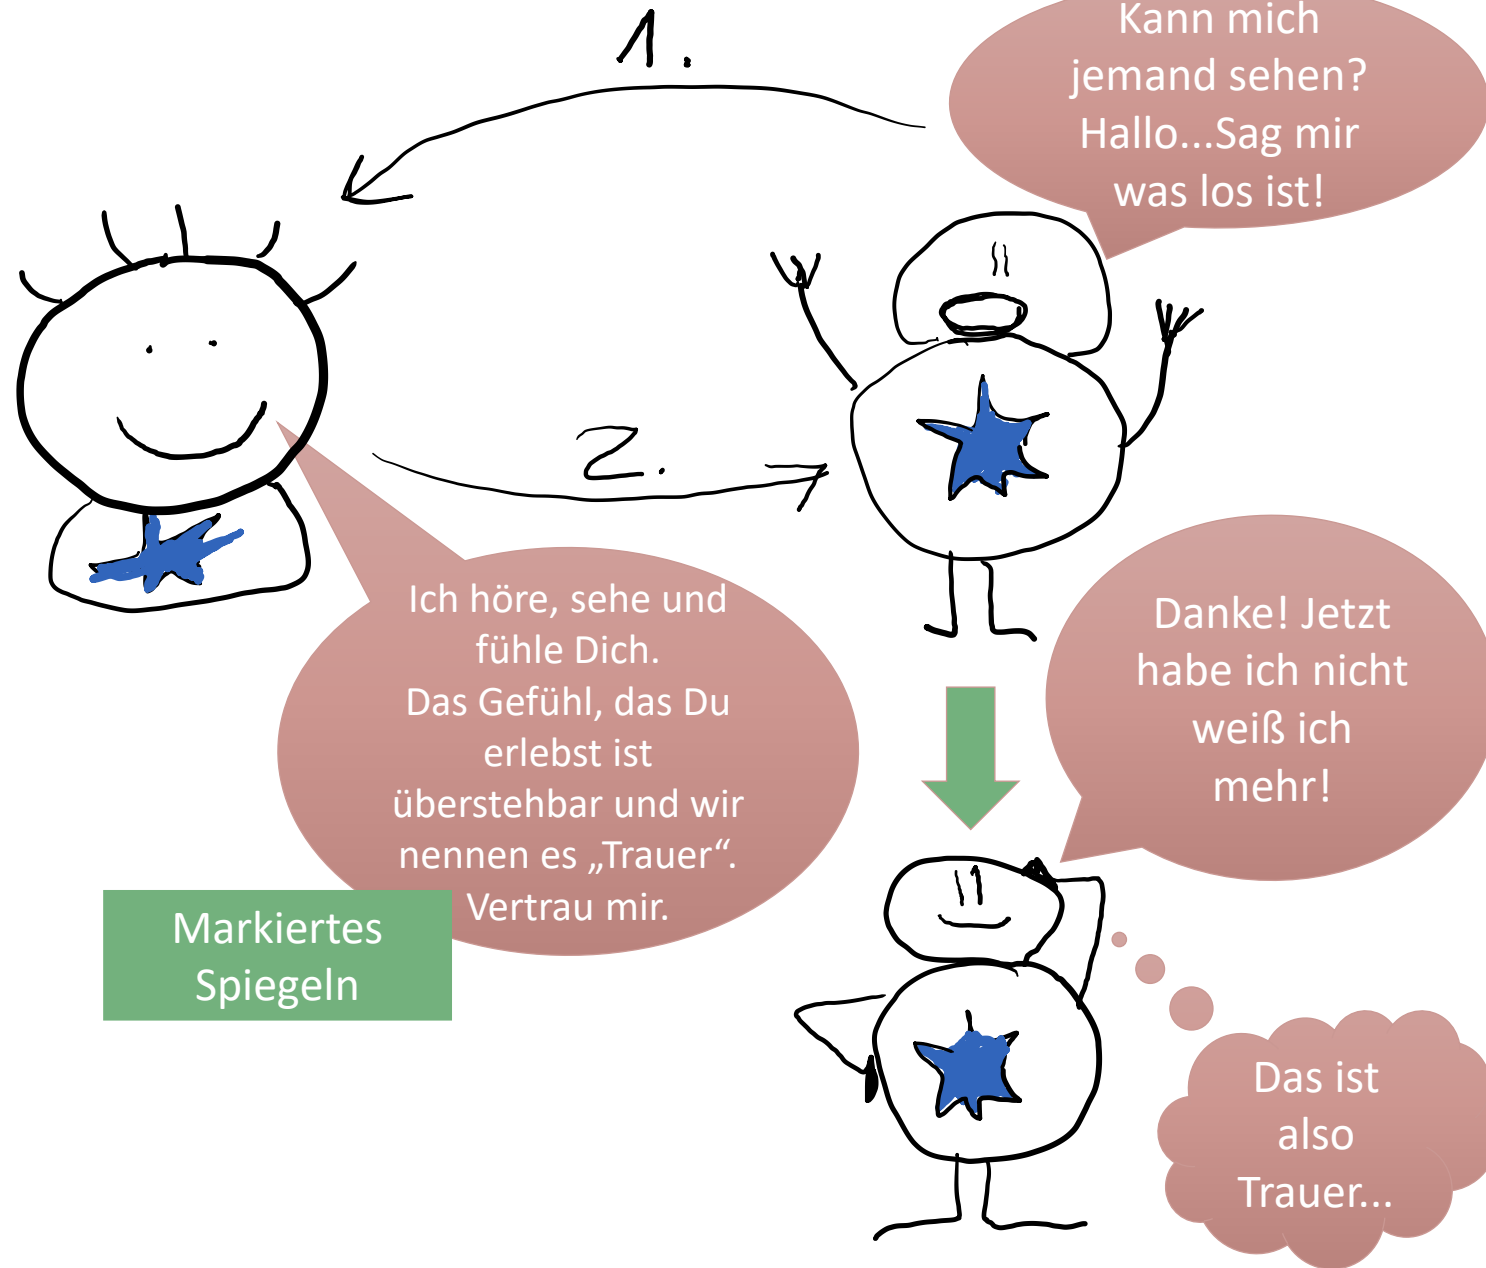 1.
Kann mich
jemand sehen?
Hallo...Sag mir
was los ist!
2.
Ich höre, sehe und
fühle Dich.
Das Gefühl, das Du
erlebst ist
überstehbar und wir
nennen es „Trauer“.
Vertrau mir.
Markiertes
Spiegeln
Danke! Jetzt
habe ich nicht
weiß ich
mehr!
Das ist
also
Trauer...